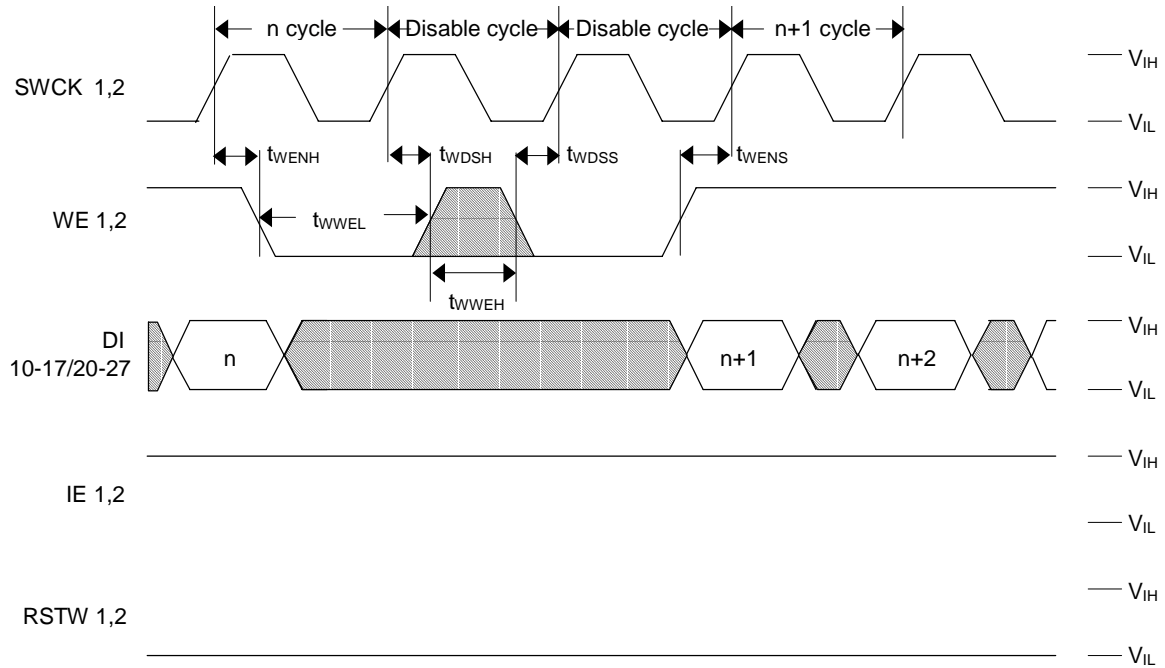 n cycle Disable cycle Disable cycle n+1 cycle
SWCK 1,2
VIH
VIL
tWENH tWDSH tWDSS tWENS
WE 1,2
VIH
tWWEL
VIL
tWWEH
DI
10-17/20-27
VIH
n n+1 n+2
VIL
IE 1,2
VIH
VIL
RSTW 1,2
VIH
VIL